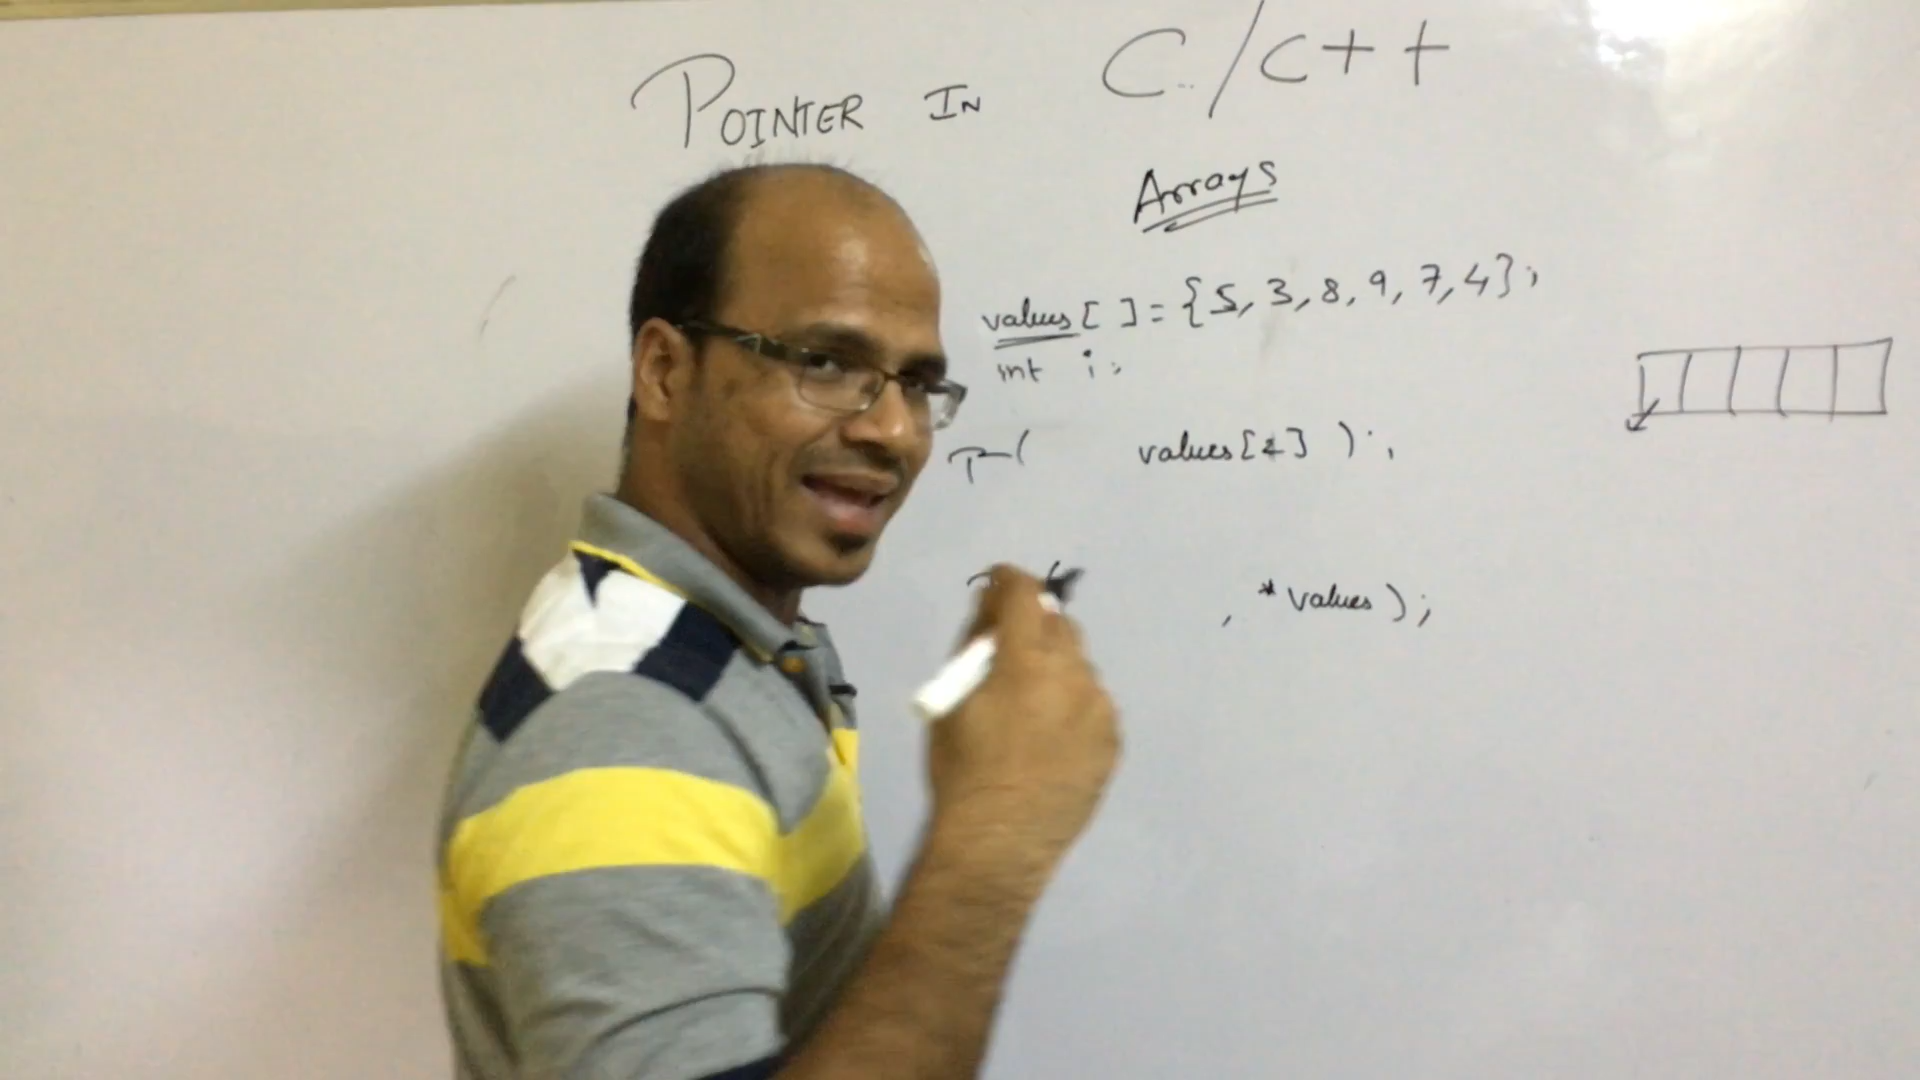 POINTER IN C/C++
Arrays
values[ ] = {5, 3, 8, 9, 7, 4};
int i;
P( values[2] );
, *values);